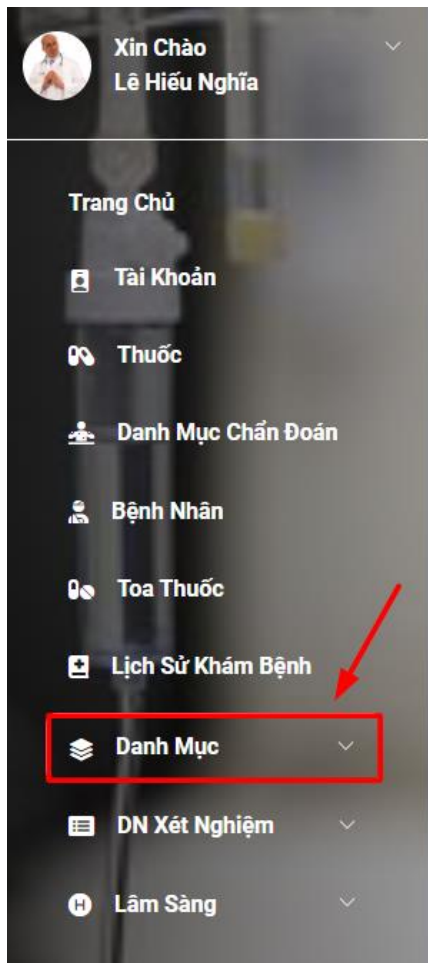 Xin Chào
Lê Hiếu Nghĩa
Trang Chủ
Tài Khoản
Thuốc
Danh Mục Chẩn Đoán
Bệnh Nhân
Toa Thuốc
Lịch Sử Khám Bệnh
Danh Mục
DN Xét Nghiệm
H
Lâm Sàng